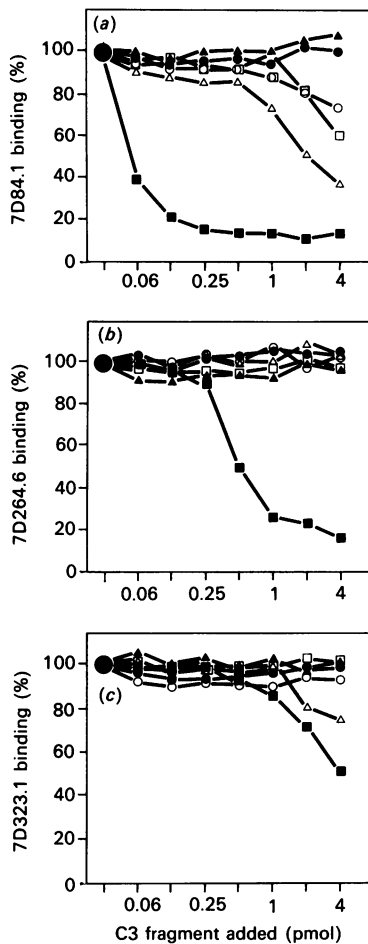 (a)
7D84.1 binding (%)
100
80
60
40
20
0
0.06 0.25 1 4
(b)
7D264.6 binding (%)
100
80
60
40
20
0
0.06 0.25 1 4
(c)
7D323.1 binding (%)
100
80
60
40
20
0
0.06 0.25 1 4
C3 fragment added (pmol)